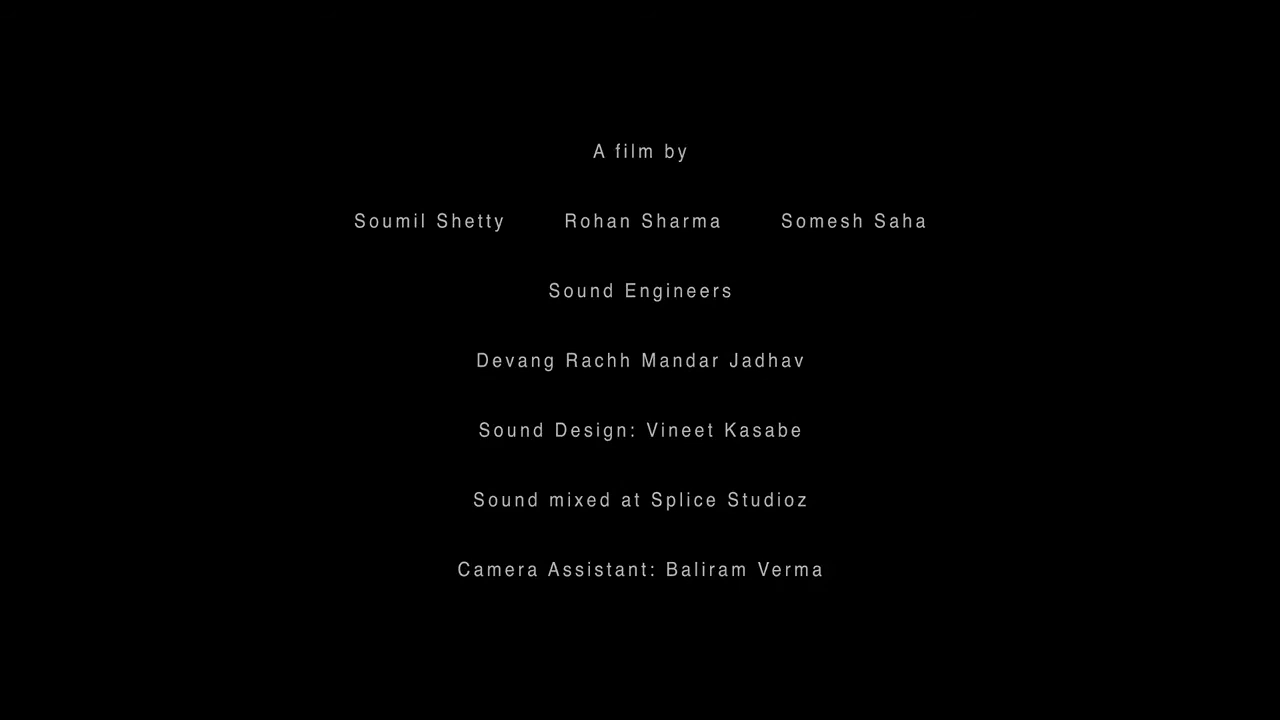 A film by
Soumil Shetty Rohan Sharma Somesh Saha
Sound Engineers
Devang Rachh Mandar Jadhav
Sound Design: Vineet Kasabe
Sound mixed at Splice Studioz
Camera Assistant: Baliram Verma